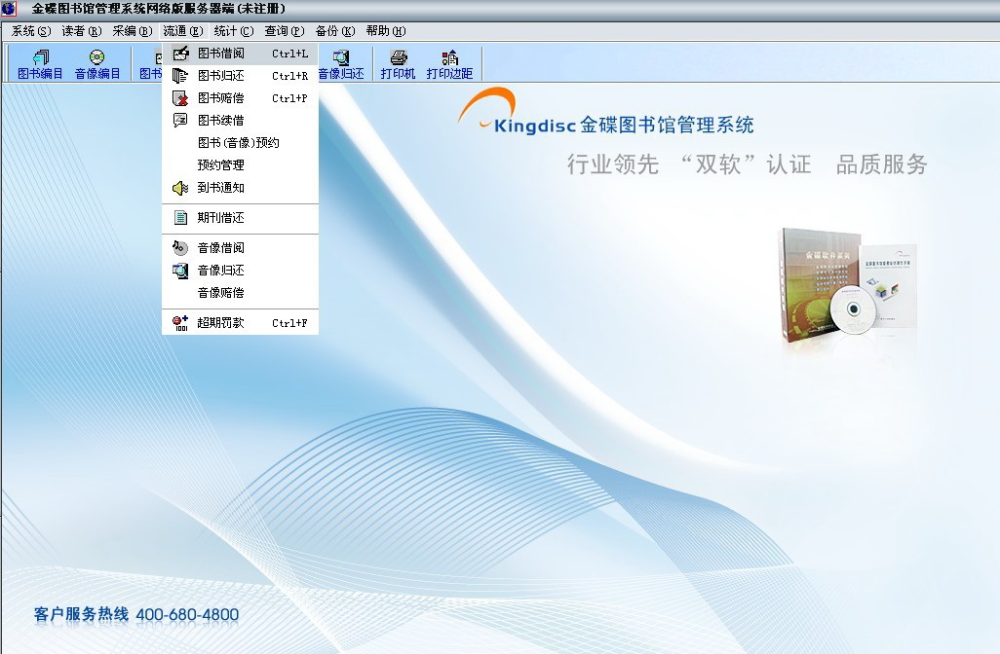 金碟图书馆管理系统网络版服务器端(未注册)
系统(S) 读者(R) 采编(B) 流通(E) 统计(C) 查询(P) 备份(K) 帮助(H)
图书编目 音像编目 图书 音像归还 打印机 打印边距
图书借阅 Ctrl+L
图书归还 Ctrl+R
图书赔偿 Ctrl+P
图书续借
图书(音像)预约
预约管理
到书通知
期刊借还
音像借阅
音像归还
音像赔偿
超期罚款 Ctrl+F
Kingdisc 金碟图书馆管理系统
行业领先 “双软”认证 品质服务
客户服务热线 400-680-4800